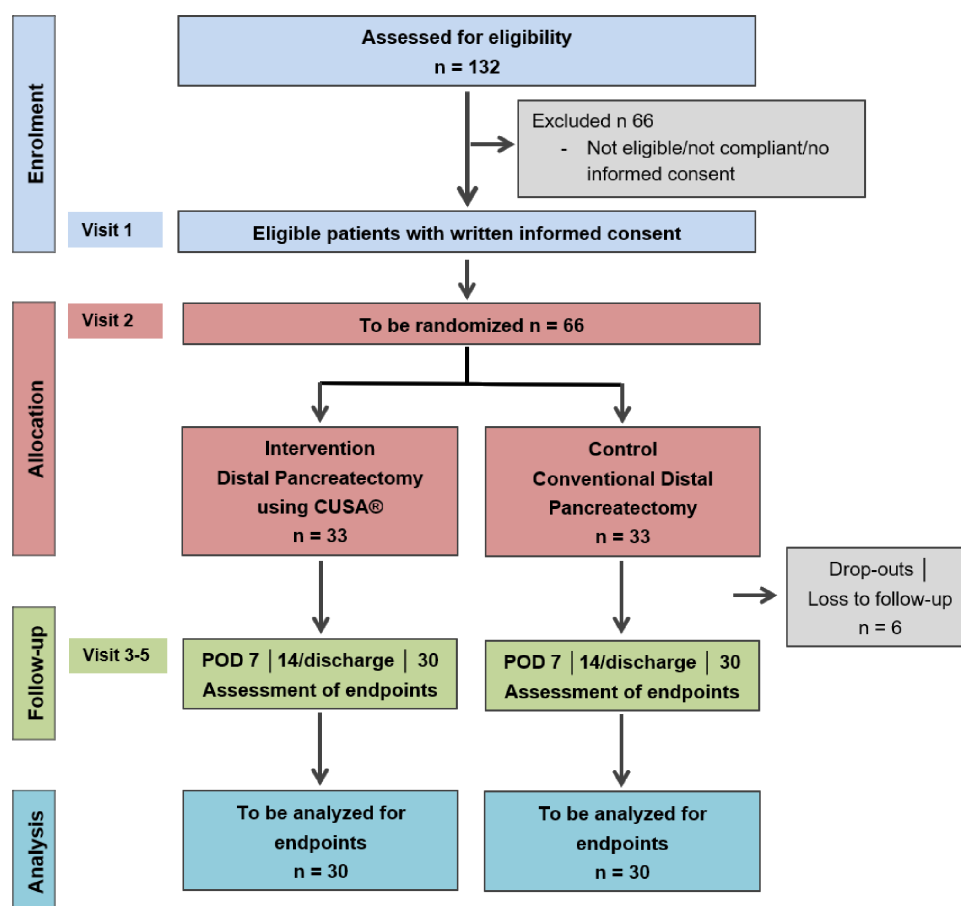 Enrolment
Assessed for eligibility
n = 132
Excluded n 66
- Not eligible/not compliant/no
informed consent
Visit 1
Eligible patients with written informed consent
Allocation
Visit 2
To be randomized n = 66
Intervention
Distal Pancreatectomy
using CUSA®
n = 33
Control
Conventional Distal
Pancreatectomy
n = 33
Drop-outs |
Loss to follow-up
n = 6
Follow-up
Visit 3-5
POD 7 | 14/discharge | 30
Assessment of endpoints
POD 7 | 14/discharge | 30
Assessment of endpoints
Analysis
To be analyzed for
endpoints
n = 30
To be analyzed for
endpoints
n = 30